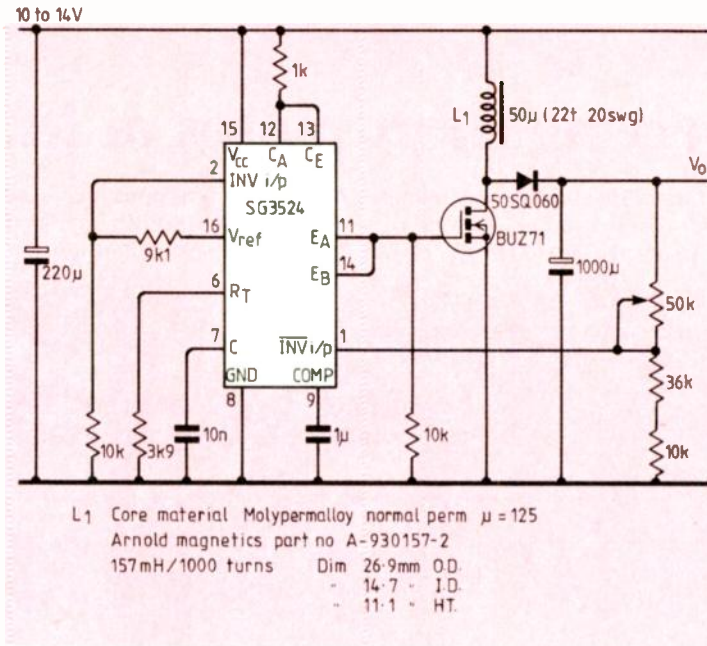 10 to 14V
1k
L1 50μ (22t 20swg)
15 12 13
Vcc CA CE
2 INV i/p
SG3524
Vo
50SQ060
16 Vref
11 EA
BUZ71
9k1
14 EB
220μ
1000μ
6 RT
50k
7 C
INV i/p 1
36k
GND COMP
8 9
10k 3k9 10n 1μ 10k 10k
L1 Core material Molypermalloy normal perm μ = 125
Arnold magnetics part no A-930157-2
157mH/1000 turns Dim 26·9mm O.D.
" 14·7 " I.D.
" 11·1 " HT.